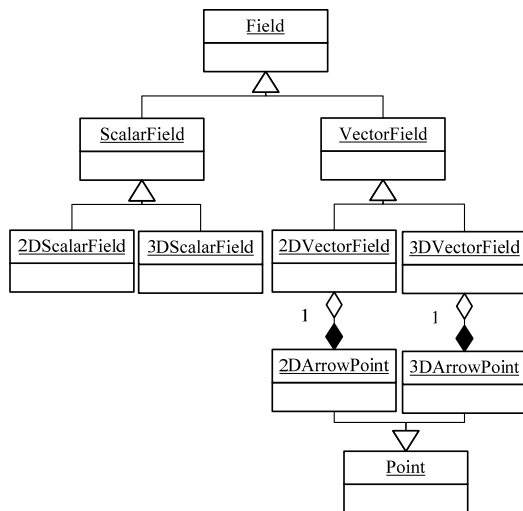 Field
ScalarField
VectorField
2DScalarField
3DScalarField
2DVectorField
3DVectorField
1
1
2DArrowPoint
3DArrowPoint
Point